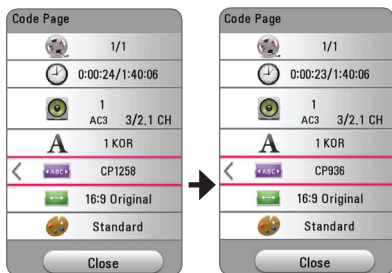 Code Page
1/1
0:00:24/1:40:06
1
AC3 3/2.1 CH
A 1 KOR
ABC CP1258
16:9 Original
Standard
Close
Code Page
1/1
0:00:23/1:40:06
1
AC3 3/2.1 CH
A 1 KOR
ABC CP936
16:9 Original
Standard
Close